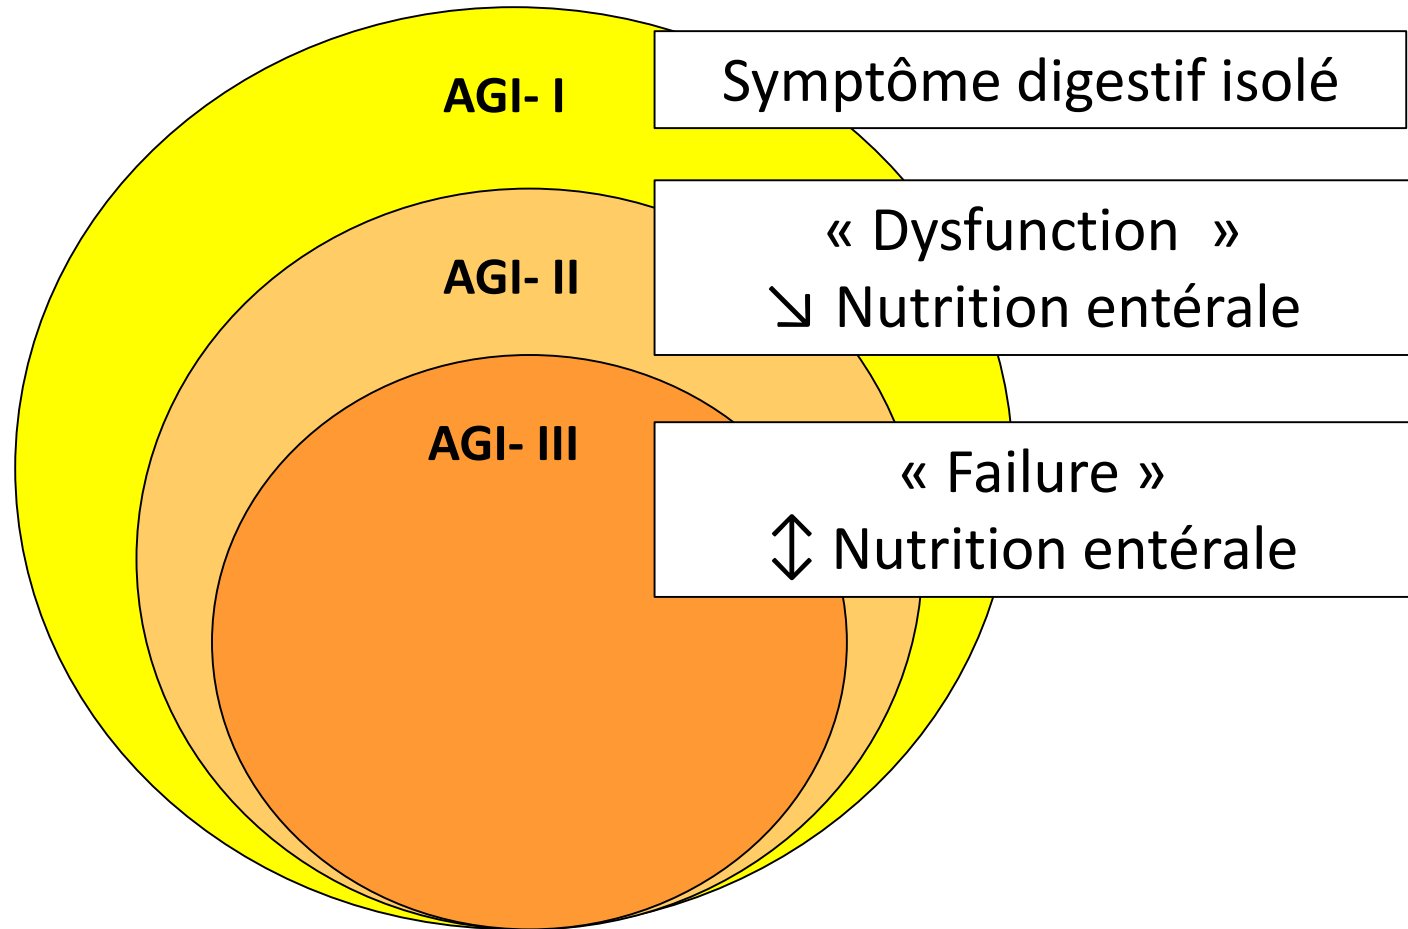 AGI- I
Symptôme digestif isolé
« Dysfunction  »
↘ Nutrition entérale
AGI- II
« Failure »
↕ Nutrition entérale
AGI- III